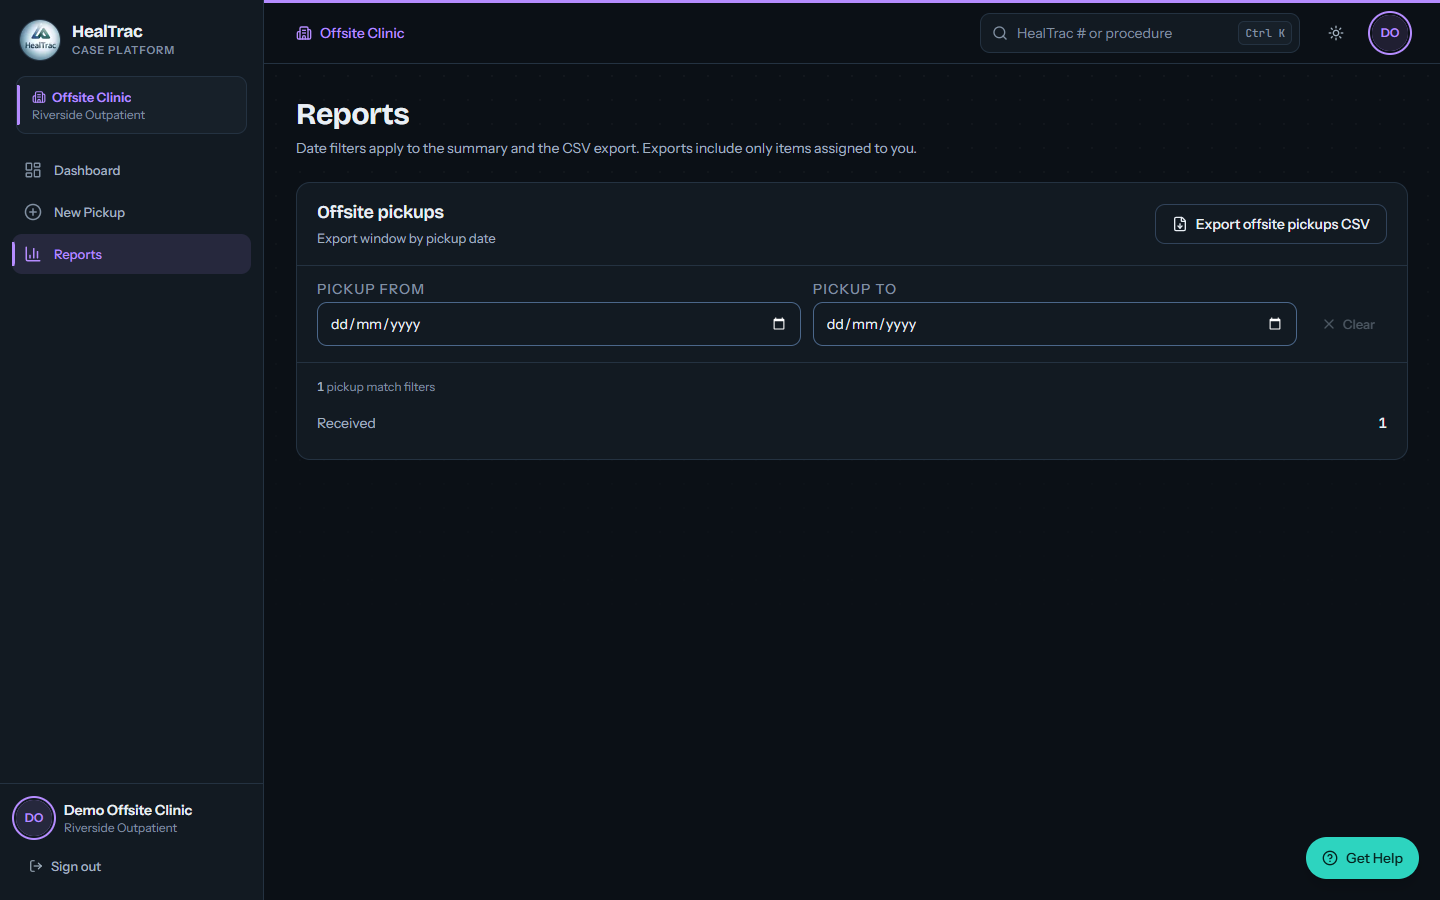 HealTrac
HealTrac
CASE PLATFORM
Offsite Clinic
Riverside Outpatient
Dashboard
New Pickup
Reports
Demo Offsite Clinic
Riverside Outpatient
DO
Sign out
Offsite Clinic
HealTrac # or procedure
Ctrl K
DO
Reports
Date filters apply to the summary and the CSV export. Exports include only items assigned to you.
Offsite pickups
Export window by pickup date
Export offsite pickups CSV
PICKUP FROM
PICKUP TO
dd/mm/yyyy
dd/mm/yyyy
Clear
1 pickup match filters
Received
1
Get Help